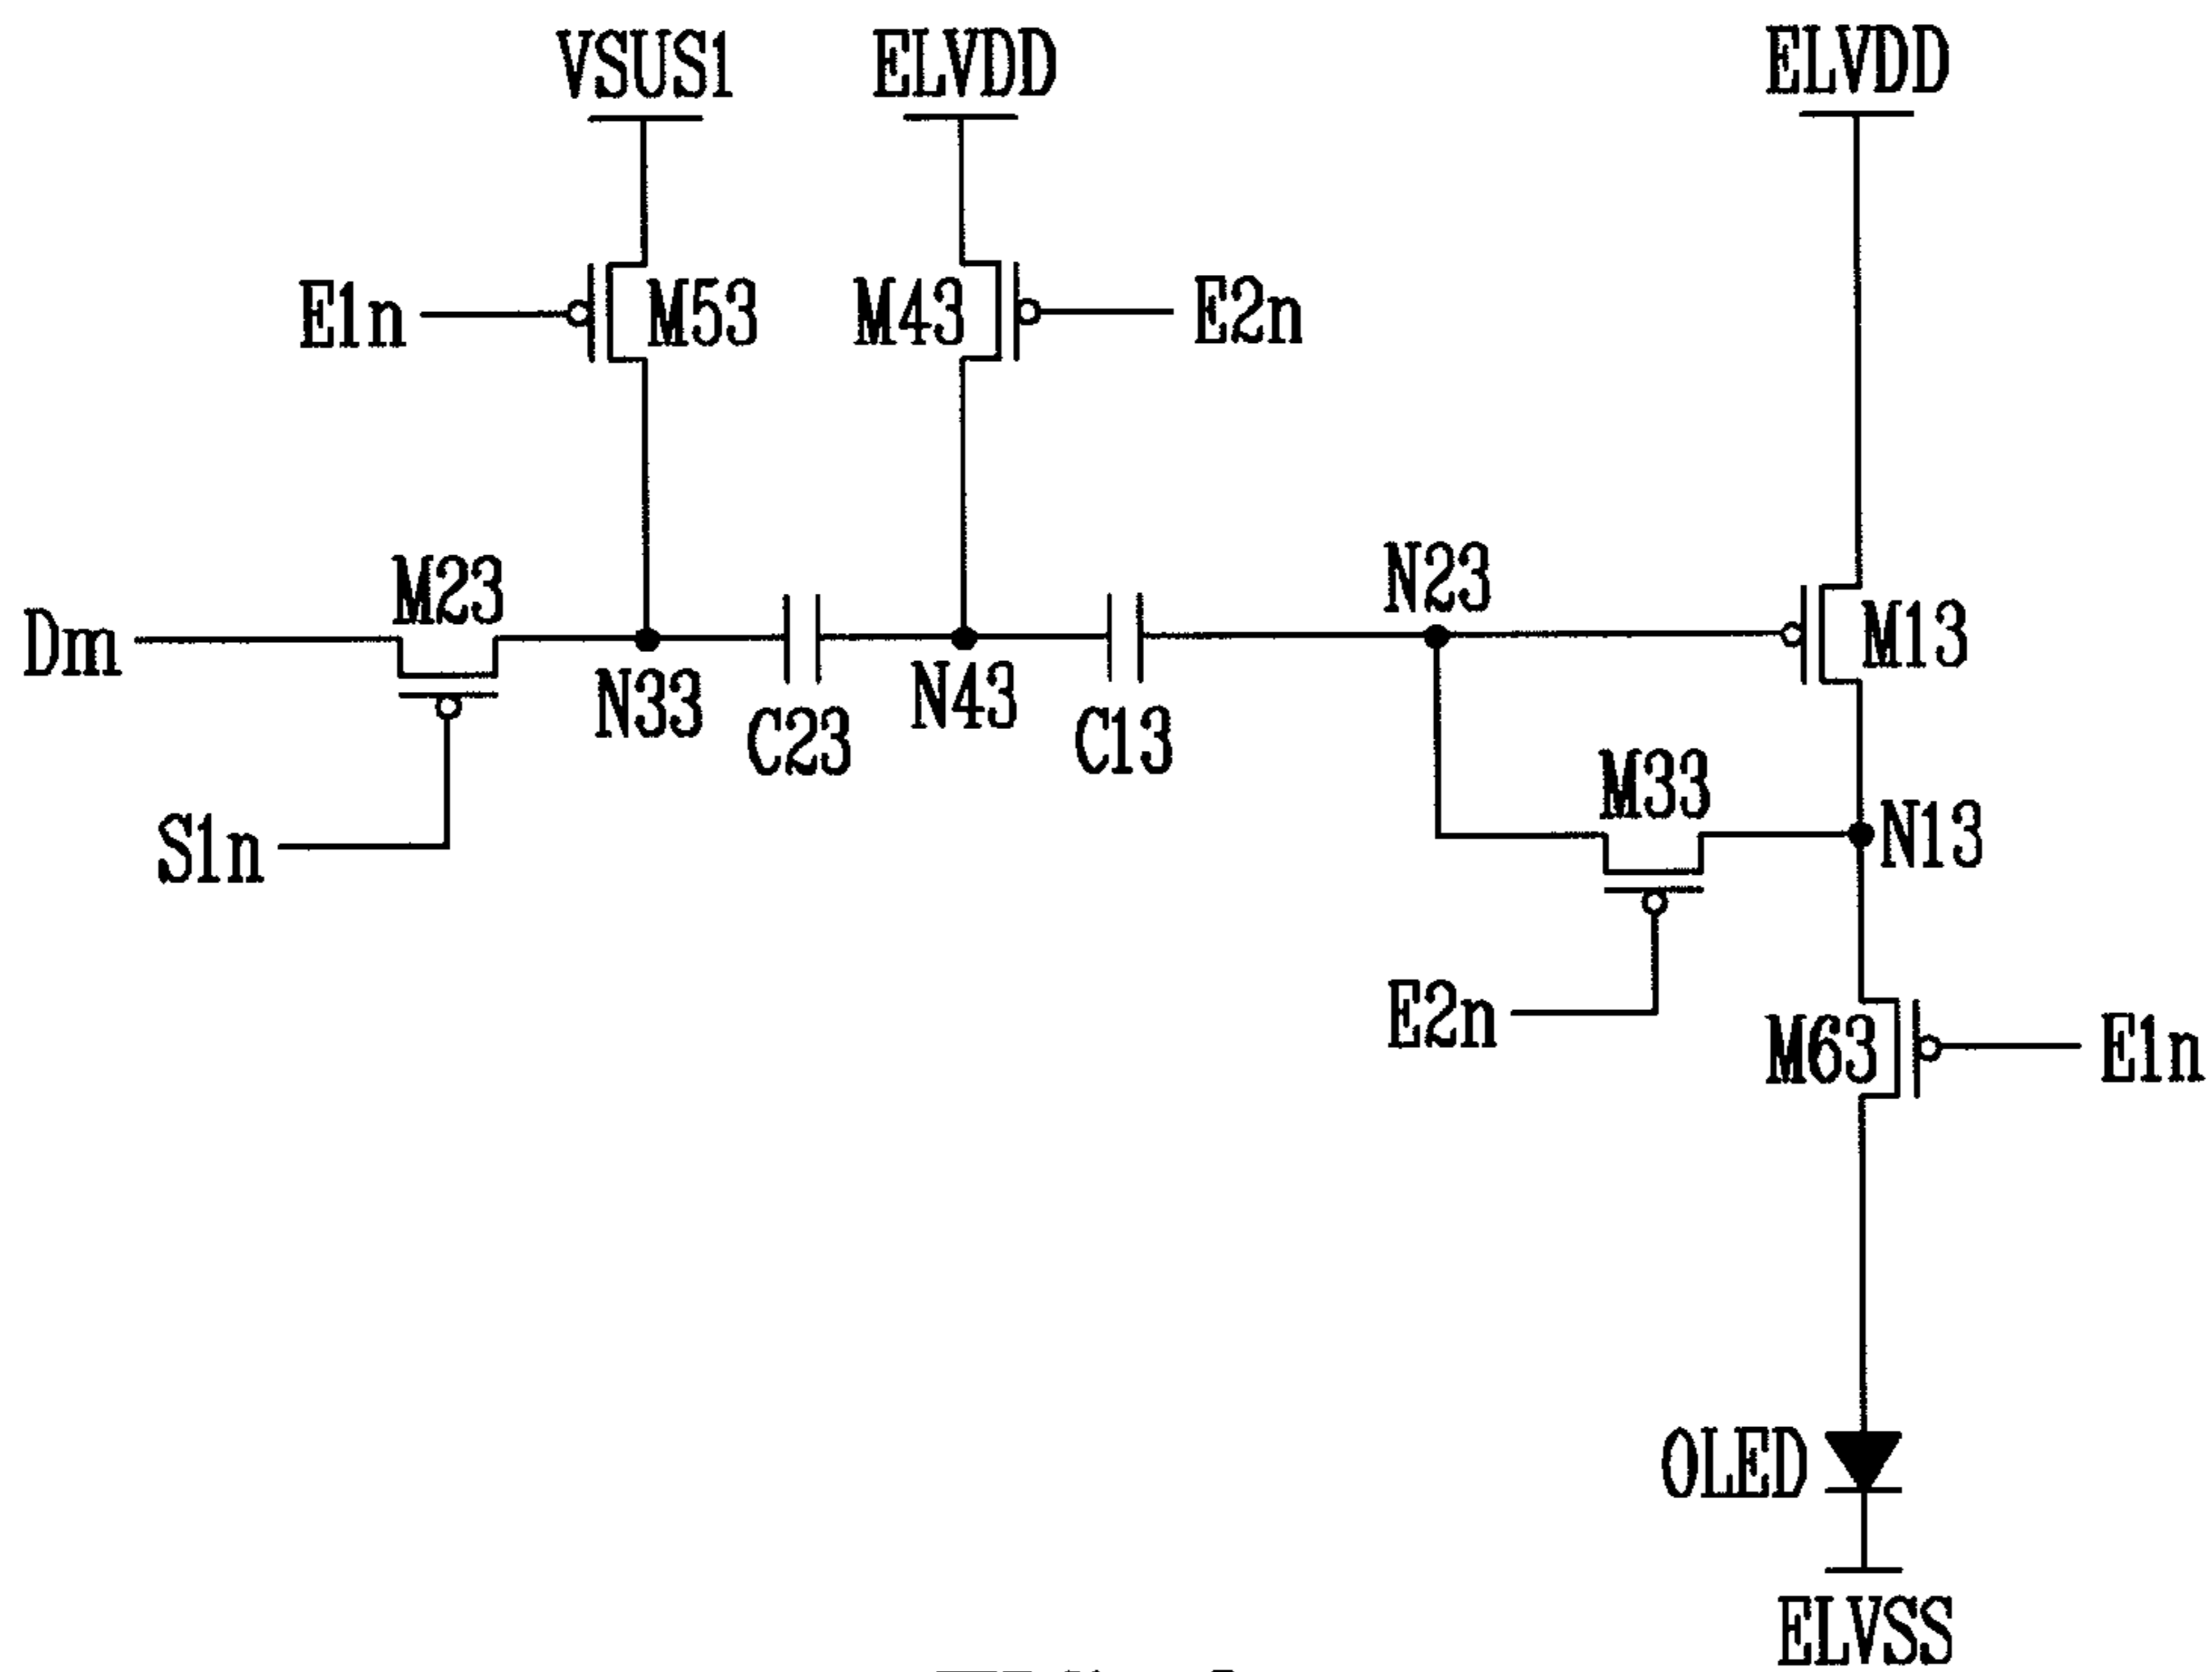 VSUS1 ELVDD ELVDD
E1n M53 M43 E2n
M23 N23
Dm M13
N33 N43
C23 C13 M33
S1n N13
E2n M63 E1n
OLED
ELVSS